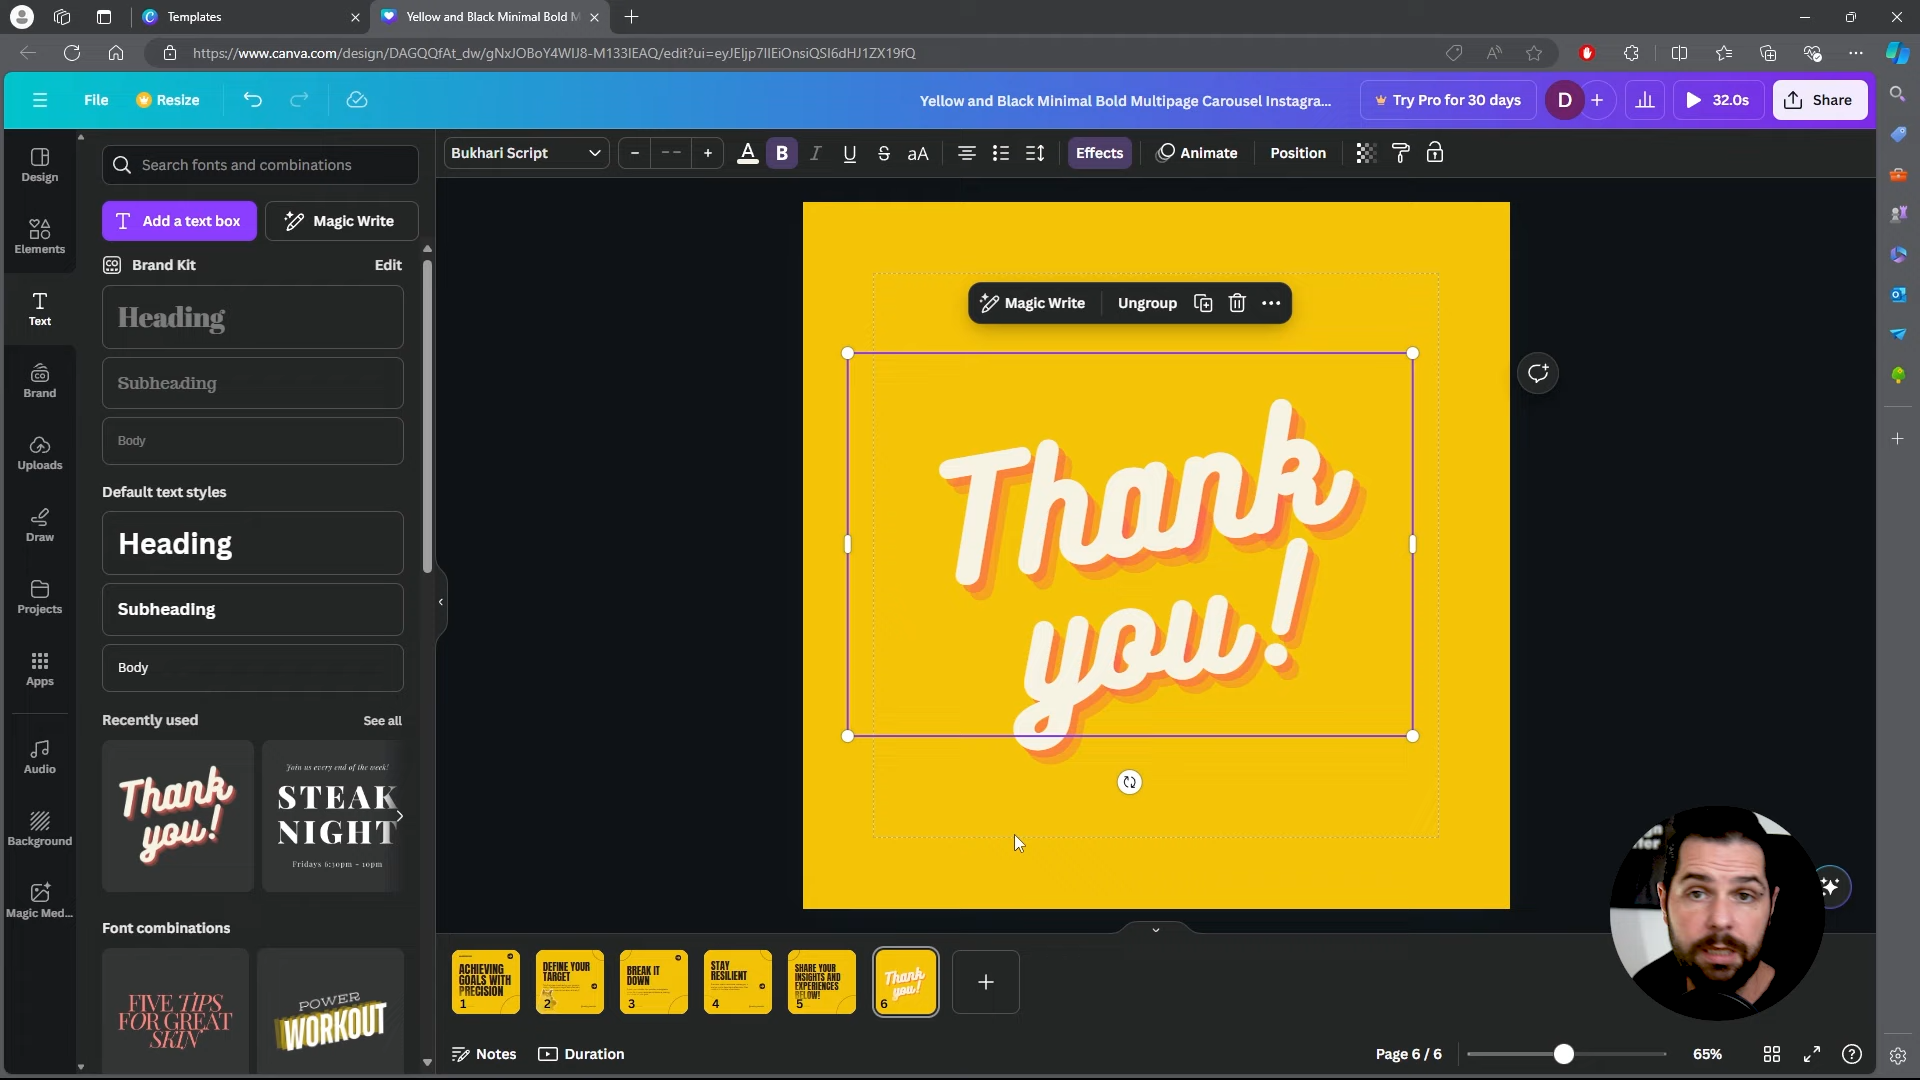 Templates
Yellow and Black Minimal Bold M
https://www.canva.com/design/DAGQQfAt_dw/gNxJOBoY4WIJ8-M133IEAQ/edit?ui=eyJEIjp7IlEiOnsiQSI6dHJ1ZX19fQ
File
Resize
Yellow and Black Minimal Bold Multipage Carousel Instagra...
Try Pro for 30 days
D
32.0s
Share
Design
Elements
Text
Brand
Uploads
Draw
Projects
Apps
Audio
Background
Magic Med...
Search fonts and combinations
Add a text box
Magic Write
Brand Kit
Edit
Heading
Subheading
Body
Default text styles
Heading
Subheading
Body
Recently used
See all
Thank
you!
Join us every end of the week!
STEAK
NIGHT
Fridays 6:30pm - 10pm
Font combinations
FIVE TIPS
FOR GREAT
SKIN
POWER
WORKOUT
Bukhari Script
- -
B
I
U
S
aA
Effects
Animate
Position
Magic Write
Ungroup
Thank
you!
ACHIEVING
GOALS WITH
PRECISION
1
DEFINE YOUR
TARGET
2
BREAK IT
DOWN
3
STAY
RESILIENT
4
SHARE YOUR
INSIGHTS AND
EXPERIENCES
BELOW!
5
Thank
you!
6
Notes
Duration
Page 6 / 6
65%